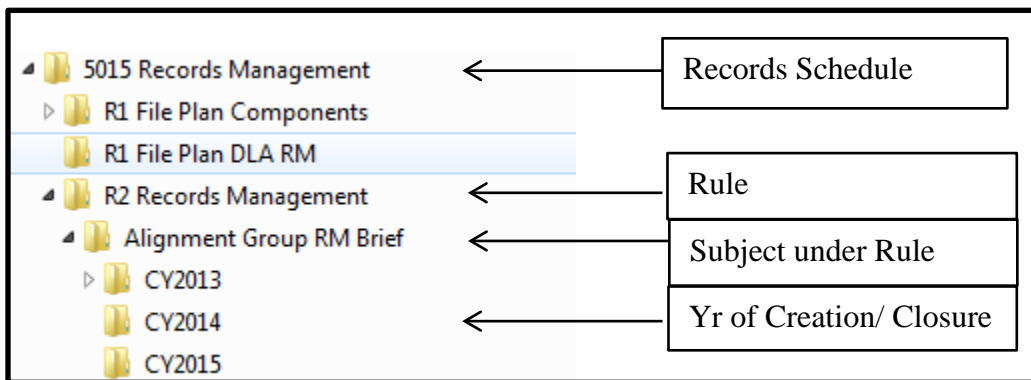 5015 Records Management
Records Schedule
R1 File Plan Components
R1 File Plan DLA RM
R2 Records Management
Rule
Alignment Group RM Brief
Subject under Rule
CY2013
CY2014
Yr of Creation/ Closure
CY2015